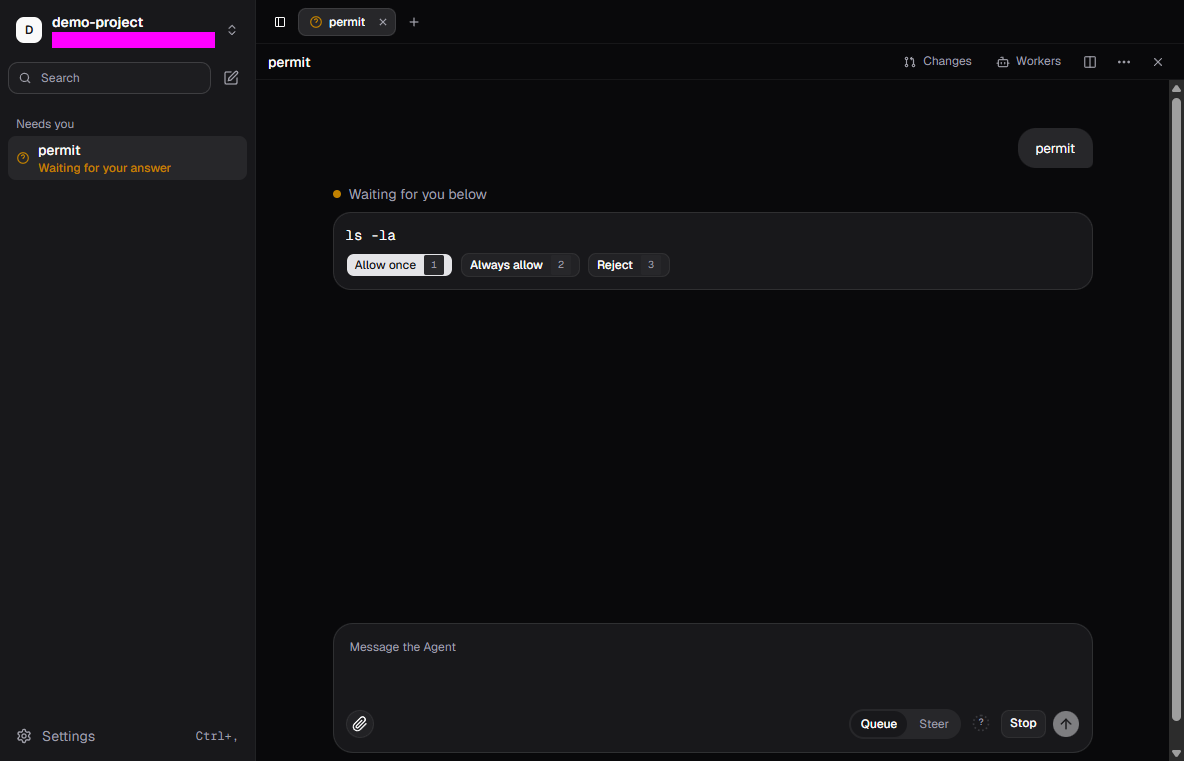 D
demo-project
Search
Needs you
permit
Waiting for your answer
Settings
Ctrl+,
permit
permit
Changes
Workers
permit
Waiting for you below
ls -la
Allow once 1
Always allow 2
Reject 3
Message the Agent
Queue
Steer
?
Stop